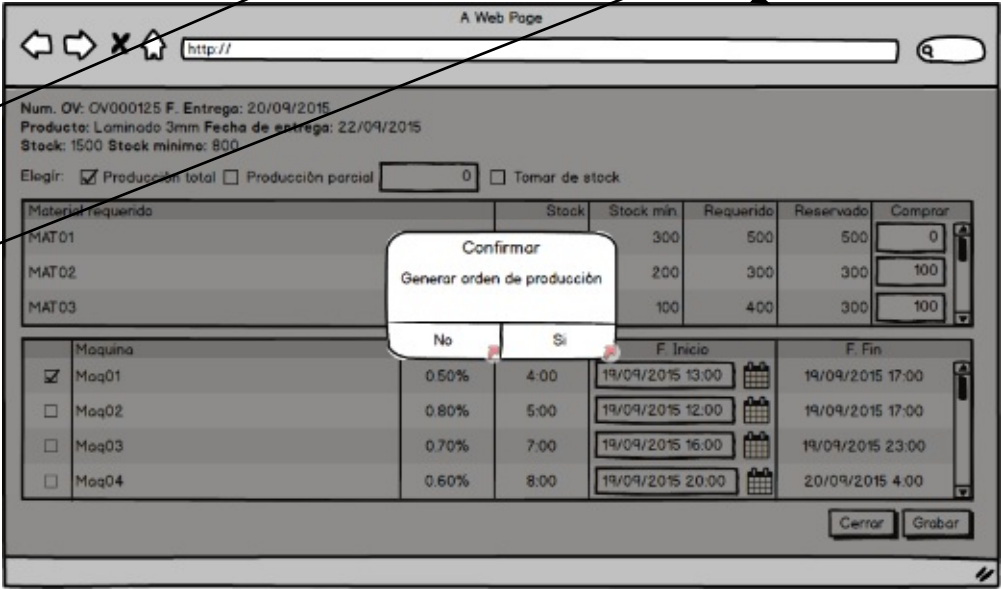 A Web Page
http://
Num. OV: OV000125 F. Entrega: 20/09/2015
Producto: Laminado 3mm Fecha de entrega: 22/09/2015
Stock: 1500 Stock minimo: 800
Elegir: Producción total Producción parcial 0 Tomar de stock
Material requerido Stock Stock min. Requerido Reservado Comprar
MAT01 300 500 500 0
MAT02 200 300 300 100
MAT03 100 400 300 100
Confirmar
Generar orden de producción
No Si
Maquina F. Inicio F. Fin
Maq01 0.50% 4:00 19/09/2015 13:00 19/09/2015 17:00
Maq02 0.80% 5:00 19/09/2015 12:00 19/09/2015 17:00
Maq03 0.70% 7:00 19/09/2015 16:00 19/09/2015 23:00
Maq04 0.60% 8:00 19/09/2015 20:00 20/09/2015 4:00
Cerrar Grabar